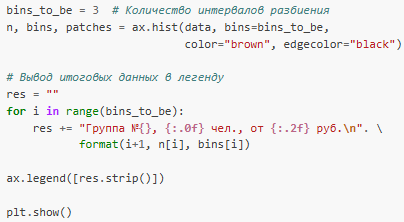 bins_to_be = 3  # Количество интервалов разбиения
n, bins, patches = ax.hist(data, bins=bins_to_be,
                           color="brown", edgecolor="black")
# Вывод итоговых данных в легенду
res = ""
for i in range(bins_to_be):
    res += "Группа №{}, {:.0f} чел., от {:.2f} руб.\n". \
           format(i+1, n[i], bins[i])
ax.legend([res.strip()])
plt.show()